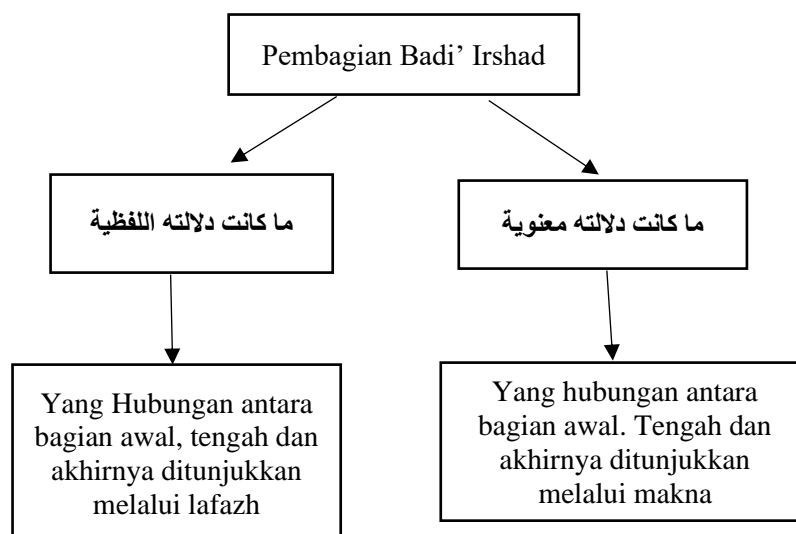 Pembagian Badi’ Irshad
ما كانت دلالته اللفظية
ما كانت دلالته معنوية
Yang Hubungan antara
bagian awal, tengah dan
akhirnya ditunjukkan
melalui lafazh
Yang hubungan antara
bagian awal. Tengah dan
akhirnya ditunjukkan
melalui makna